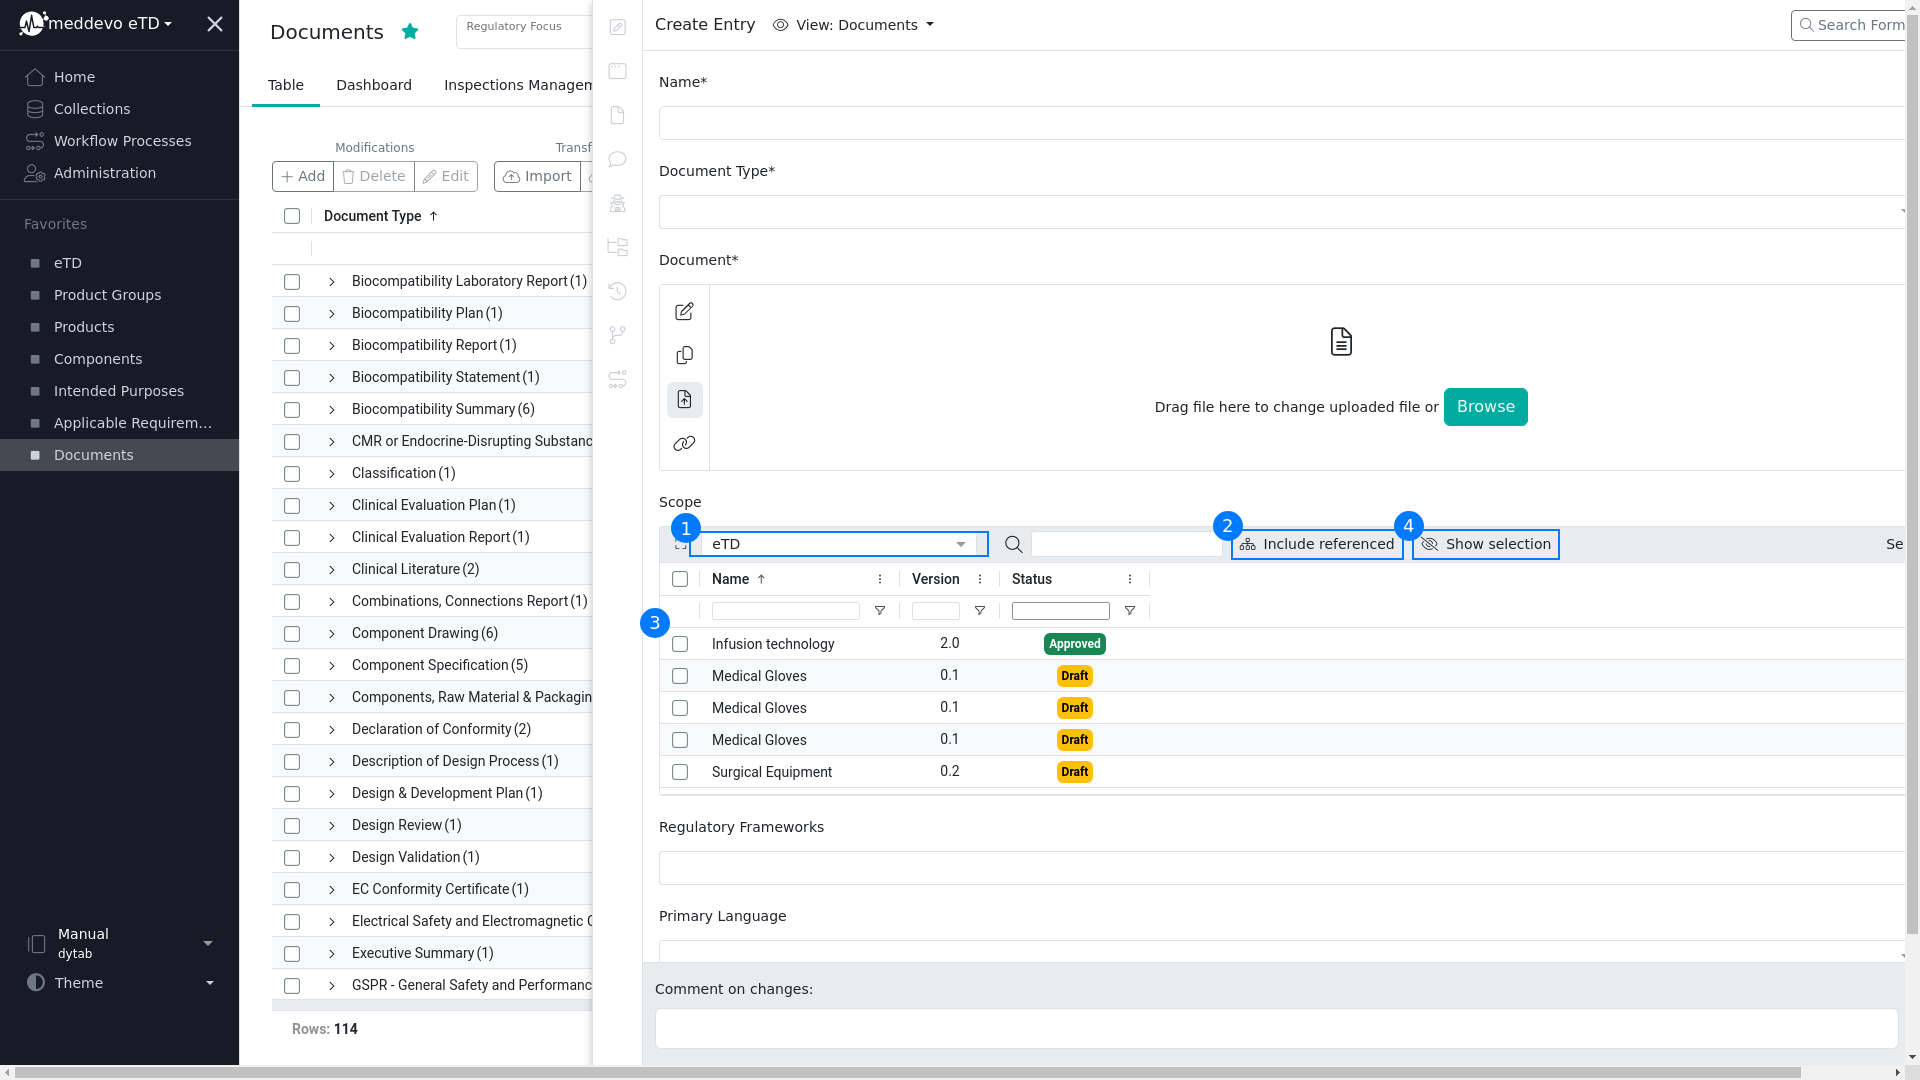 meddevo eTD
Home
Collections
Workflow Processes
Administration
Favorites
eTD
Product Groups
Products
Components
Intended Purposes
Applicable Requirem...
Documents
Manual
dytab
Theme
Documents
Regulatory Focus
Table
Dashboard
Inspections Managem
Modifications
Transf
Add
Delete
Edit
Import
Document Type
Biocompatibility Laboratory Report (1)
Biocompatibility Plan (1)
Biocompatibility Report (1)
Biocompatibility Statement (1)
Biocompatibility Summary (6)
CMR or Endocrine-Disrupting Substanc
Classification (1)
Clinical Evaluation Plan (1)
Clinical Evaluation Report (1)
Clinical Literature (2)
Combinations, Connections Report (1)
Component Drawing (6)
Component Specification (5)
Components, Raw Material & Packagin
Declaration of Conformity (2)
Description of Design Process (1)
Design & Development Plan (1)
Design Review (1)
Design Validation (1)
EC Conformity Certificate (1)
Electrical Safety and Electromagnetic C
Executive Summary (1)
GSPR - General Safety and Performanc
Rows: 114
Create Entry
View: Documents
Search Form
Name*
Document Type*
Document*
Drag file here to change uploaded file or Browse
Scope
1
eTD
2
Include referenced
4
Show selection
Se
Name
Version
Status
3
Infusion technology 2.0 Approved
Medical Gloves 0.1 Draft
Medical Gloves 0.1 Draft
Medical Gloves 0.1 Draft
Surgical Equipment 0.2 Draft
Regulatory Frameworks
Primary Language
Comment on changes: